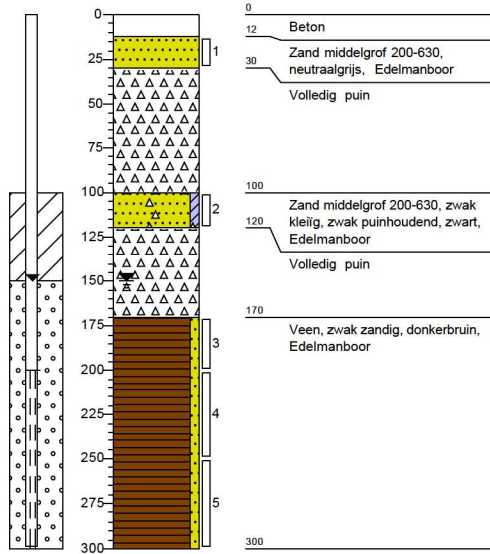 0
25
50
75
100
125
150
175
200
225
250
275
300
1
2
3
4
5
0
Beton
12
Zand middelgrof 200-630,
neutraalgrijs, Edelmanboor
30
Volledig puin
100
Zand middelgrof 200-630, zwak
kleiïg, zwak puinhoudend, zwart,
Edelmanboor
120
Volledig puin
170
Veen, zwak zandig, donkerbruin,
Edelmanboor
300